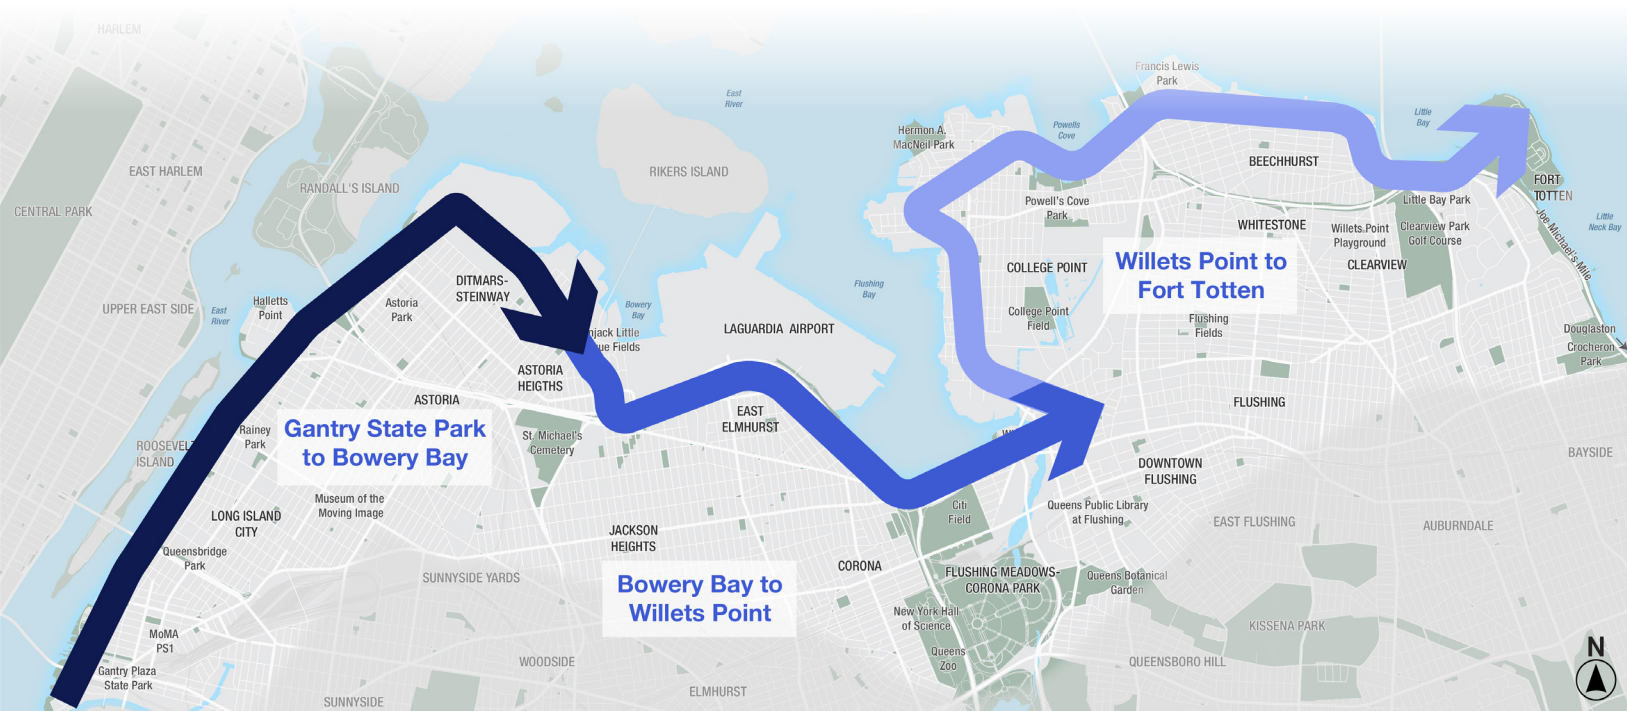 HARLEM
Francis Lewis
Park
East
River
Little
Bay
Hermon A.
MacNeil Park
Powells
Cove
EAST HARLEM
RANDALL'S ISLAND
RIKERS ISLAND
BEECHHURST
FORT
TOTTEN
CENTRAL PARK
Powell's Cove
Park
Little Bay Park
WHITESTONE
Willets Point
Playground
Clearview Park
Golf Course
Little
Neck Bay
Joe Michael's Mile
CLEARVIEW
COLLEGE POINT
Willets Point to
Fort Totten
DITMARS-
STEINWAY
Flushing
Bay
UPPER EAST SIDE
East
River
Halletts
Point
Astoria
Park
Bowery
Bay
College Point
Field
Flushing
Fields
njack Little
ue Fields
LAGUARDIA AIRPORT
Douglaston
Crocheron
Park
ASTORIA
HEIGTHS
ASTORIA
EAST
ELMHURST
FLUSHING
Gantry State Park
to Bowery Bay
Rainey
Park
ROOSEVELT
ISLAND
St. Michael's
Cemetery
BAYSIDE
DOWNTOWN
FLUSHING
Museum of the
Moving Image
Citi
Field
Queens Public Library
at Flushing
LONG ISLAND
CITY
EAST FLUSHING
AUBURNDALE
JACKSON
HEIGHTS
Queensbridge
Park
CORONA
SUNNYSIDE YARDS
FLUSHING MEADOWS-
CORONA PARK
Queens Botanical
Garden
Bowery Bay to
Willets Point
New York Hall
of Science
KISSENA PARK
MoMA
PS1
N
Queens
Zoo
WOODSIDE
QUEENSBORO HILL
Gantry Plaza
State Park
ELMHURST
SUNNYSIDE